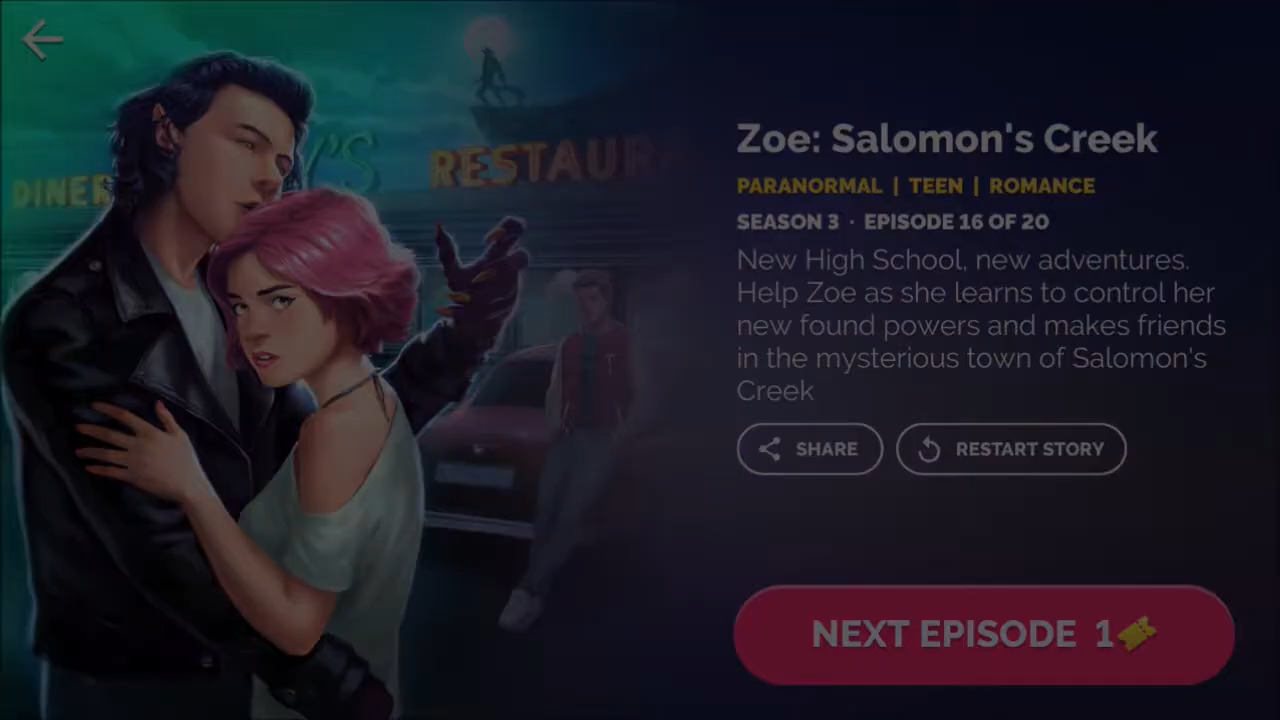 DINER
Y'S
RESTAUR
Zoe: Salomon's Creek
PARANORMAL | TEEN | ROMANCE
SEASON 3 · EPISODE 16 OF 20
New High School, new adventures.
Help Zoe as she learns to control her
new found powers and makes friends
in the mysterious town of Salomon's
Creek
SHARE
RESTART STORY
NEXT EPISODE 1